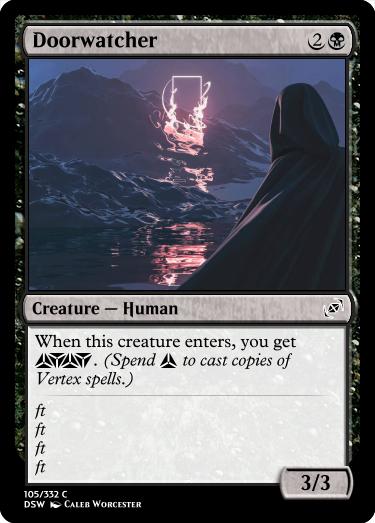 Doorwatcher 2
Creature — Human
When this creature enters, you get
. (Spend to cast copies of
Vertex spells.)
ft
ft
ft
ft
3/3
105/332 C
DSW Caleb Worcester